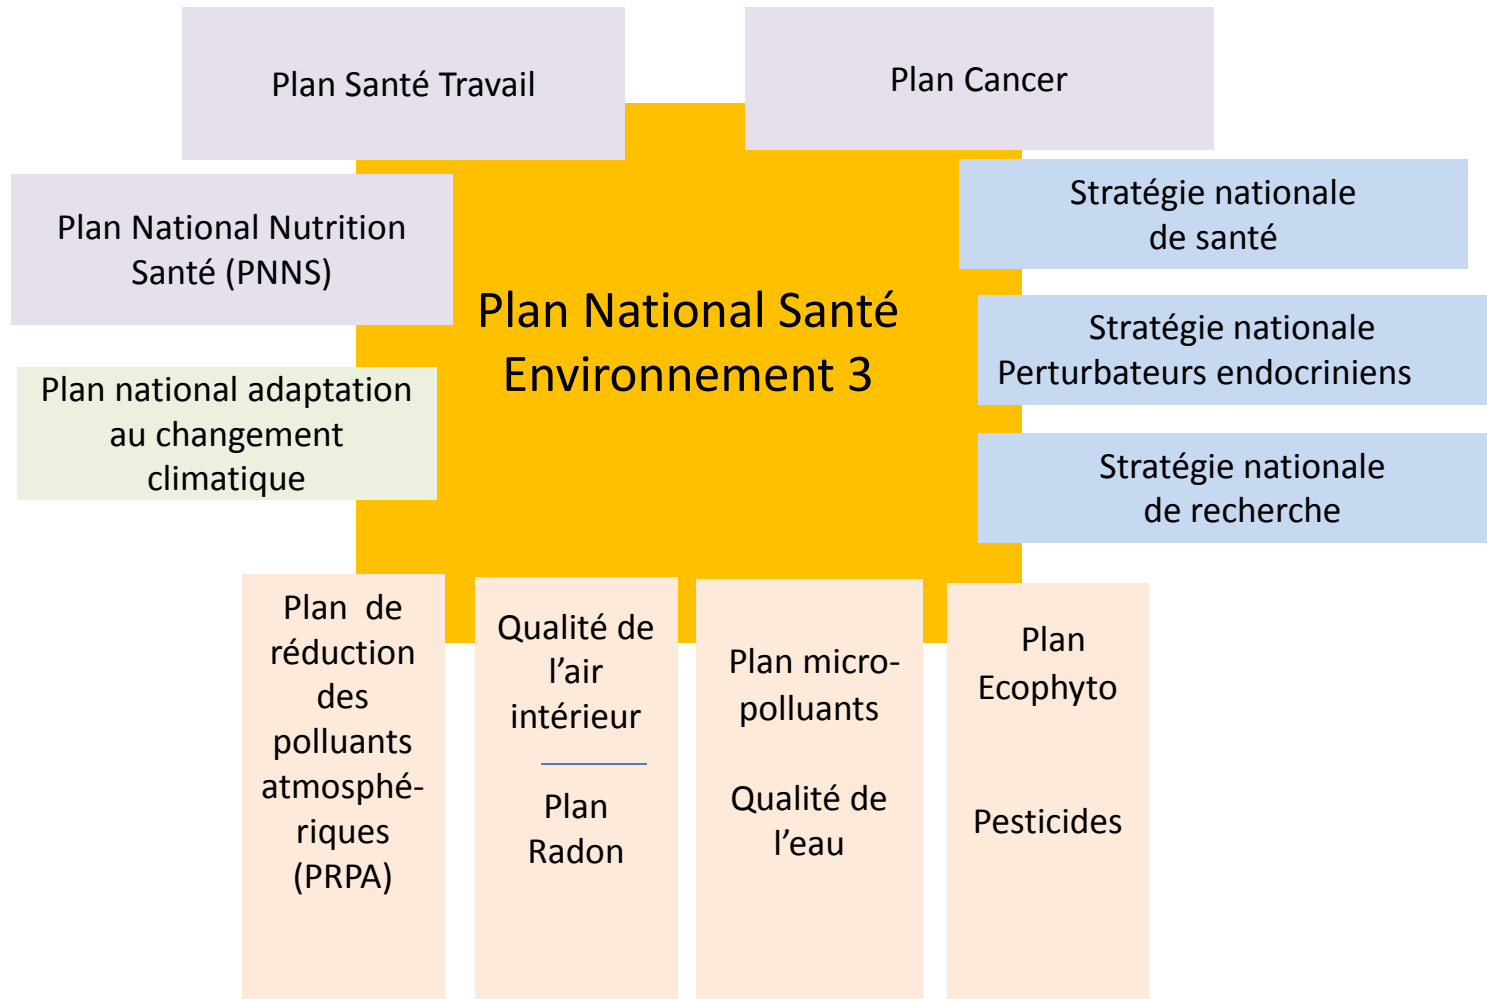 Plan Santé Travail
Plan Cancer
Plan National Nutrition
Santé (PNNS)
Stratégie nationale
de santé
Plan National Santé
Environnement 3
Stratégie nationale
Perturbateurs endocriniens
Plan national adaptation
au changement
climatique
Stratégie nationale
de recherche
Plan de
réduction
des
polluants
atmosphé-
riques
(PRPA)
Qualité de
l’air
intérieur
Plan
Radon
Plan micro-
polluants
Qualité de
l’eau
Plan
Ecophyto
Pesticides